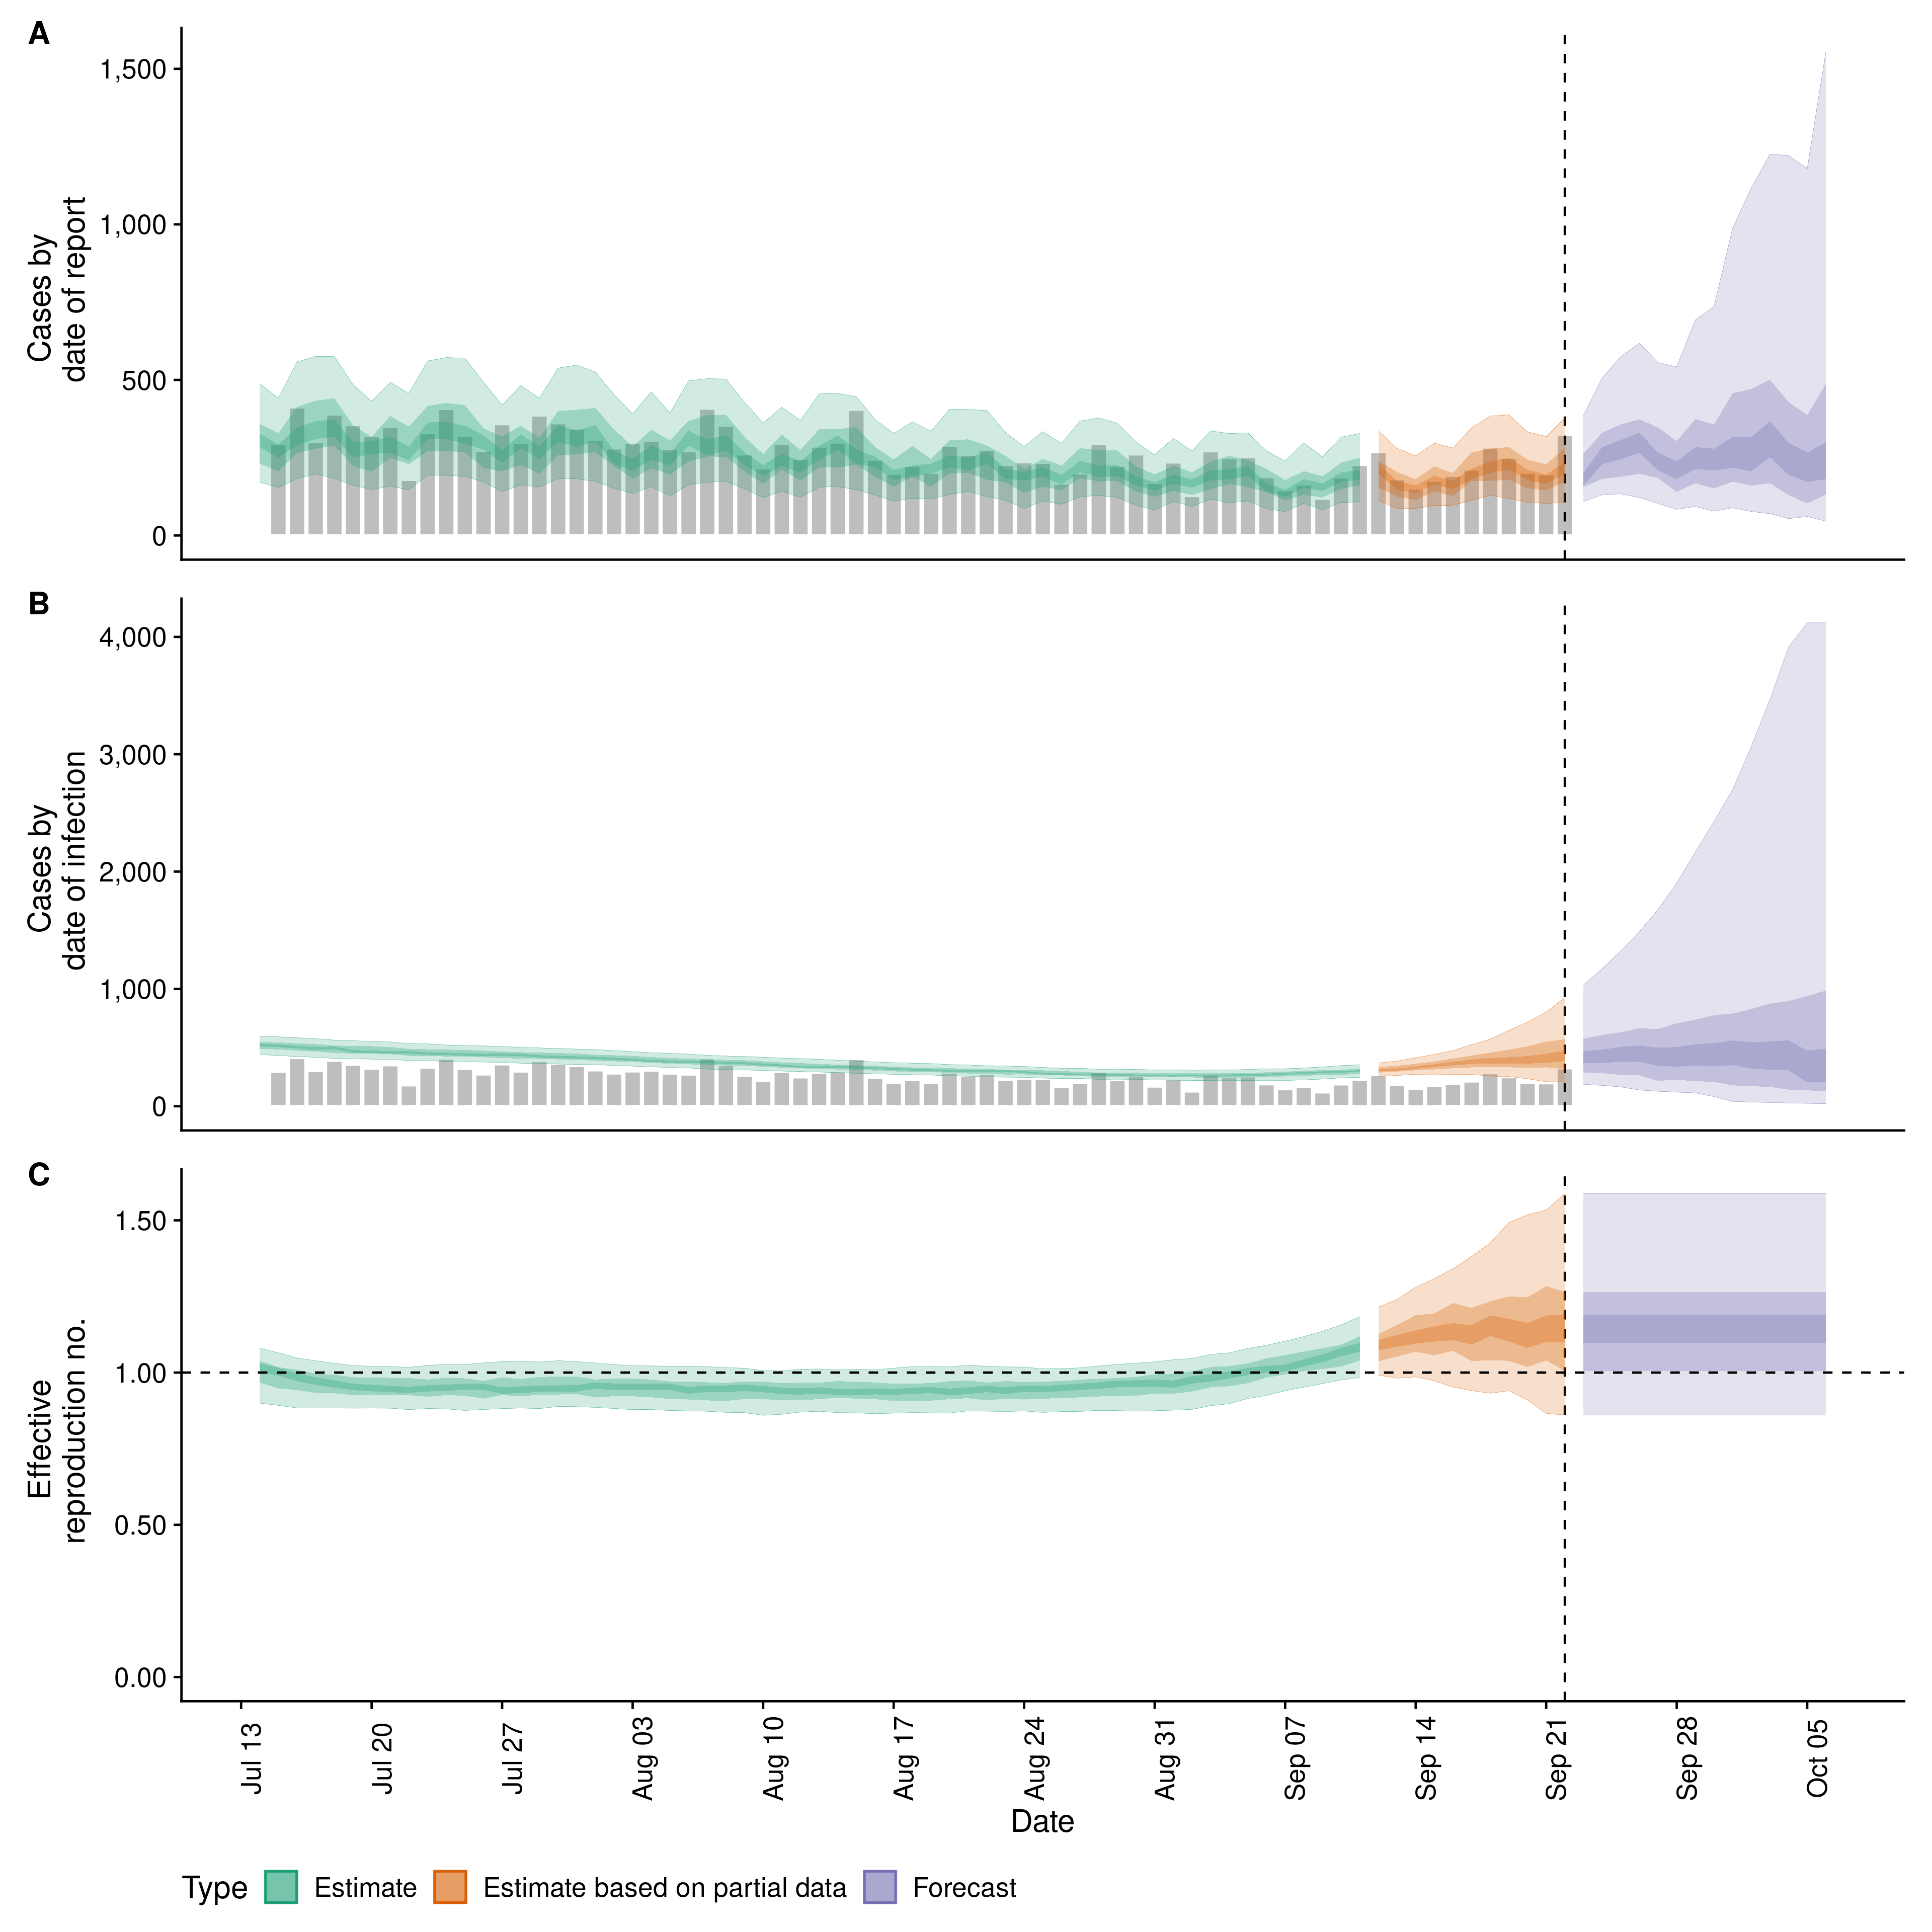 A
1,500
1,000
500
0
Cases by
date of report
B
4,000
3,000
2,000
1,000
0
Cases by
date of infection
C
1.50
1.00
0.50
0.00
Effective
reproduction no.
Jul 13
Jul 20
Jul 27
Aug 03
Aug 10
Aug 17
Aug 24
Aug 31
Sep 07
Sep 14
Sep 21
Sep 28
Oct 05
Date
Type Estimate Estimate based on partial data Forecast